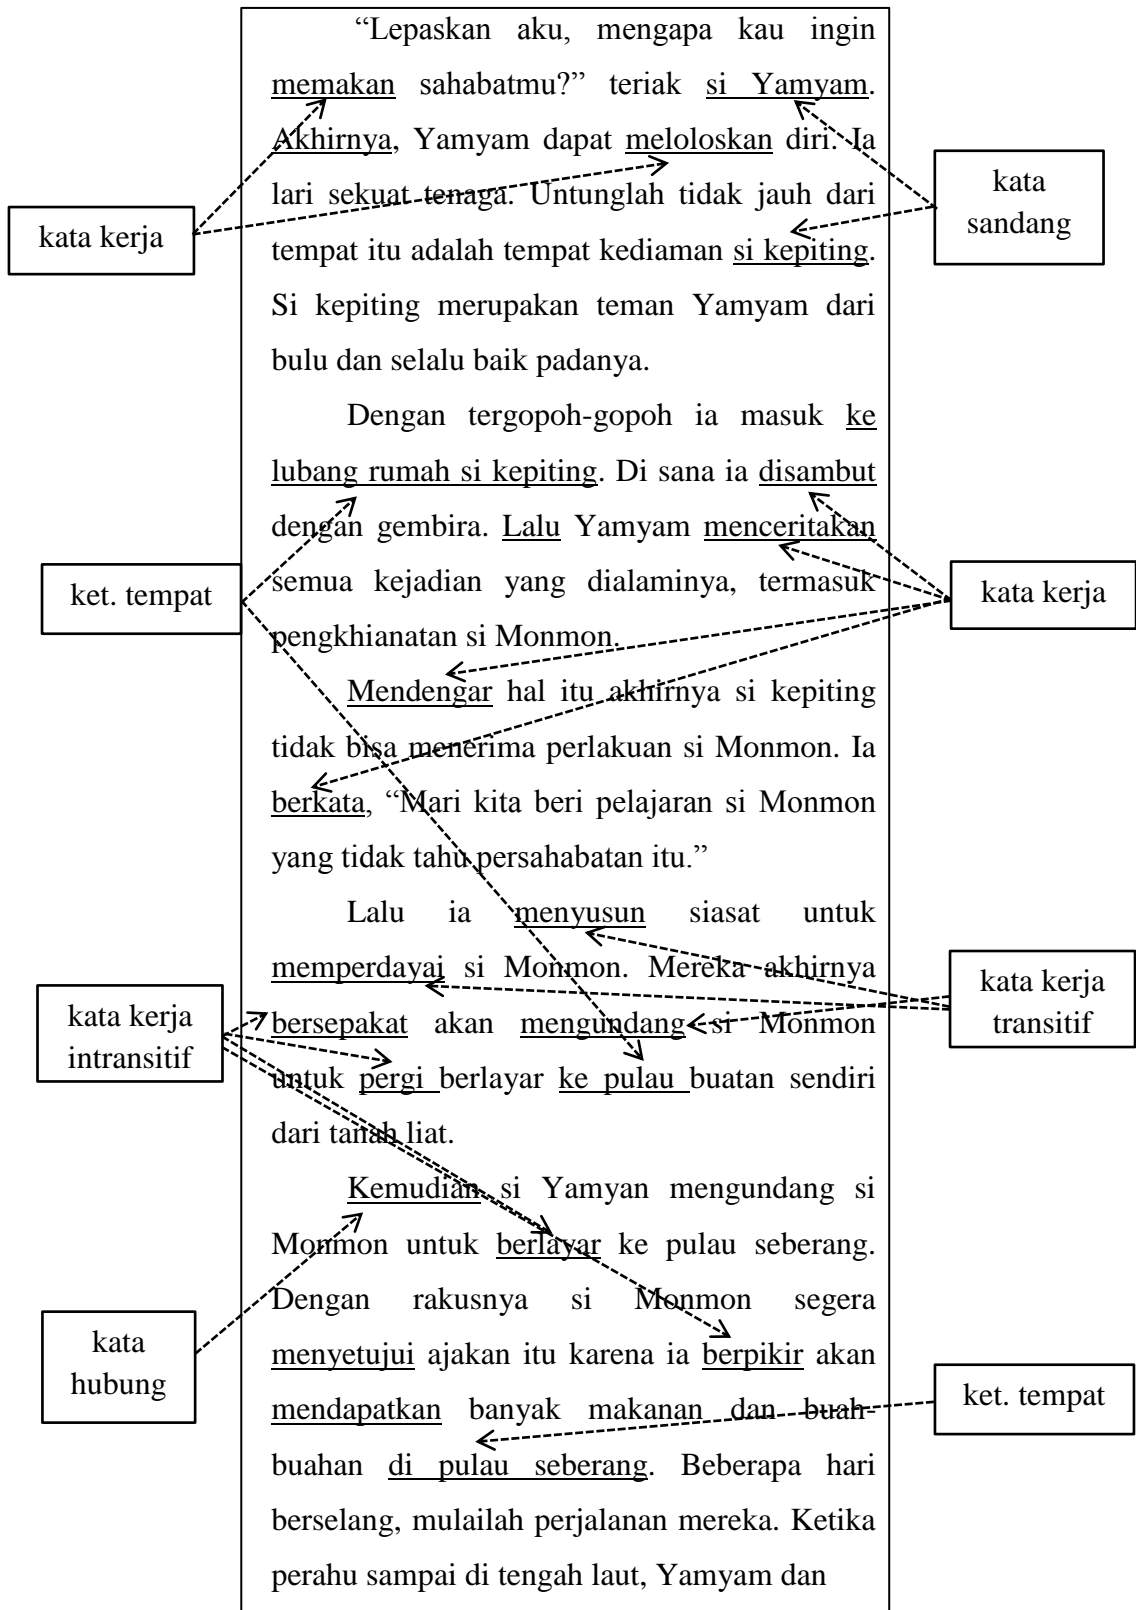 “Lepaskan aku, mengapa kau ingin
memakan sahabatmu?” teriak si Yamyam.
Akhirnya, Yamyam dapat meloloskan diri. Ia
lari sekuat tenaga. Untunglah tidak jauh dari
tempat itu adalah tempat kediaman si kepiting.
Si kepiting merupakan teman Yamyam dari
bulu dan selalu baik padanya.
Dengan tergopoh-gopoh ia masuk ke
lubang rumah si kepiting. Di sana ia disambut
dengan gembira. Lalu Yamyam menceritakan
semua kejadian yang dialaminya, termasuk
pengkhianatan si Monmon.
Mendengar hal itu akhirnya si kepiting
tidak bisa menerima perlakuan si Monmon. Ia
berkata, “Mari kita beri pelajaran si Monmon
yang tidak tahu persahabatan itu.”
Lalu ia menyusun siasat untuk
memperdayai si Monmon. Mereka akhirnya
bersepakat akan mengundang si Monmon
untuk pergi berlayar ke pulau buatan sendiri
dari tanah liat.
Kemudian si Yamyan mengundang si
Monmon untuk berlayar ke pulau seberang.
Dengan rakusnya si Monmon segera
menyetujui ajakan itu karena ia berpikir akan
mendapatkan banyak makanan dan buah-
buahan di pulau seberang. Beberapa hari
berselang, mulailah perjalanan mereka. Ketika
perahu sampai di tengah laut, Yamyam dan
kata kerja
ket. tempat
kata kerja
intransitif
kata
hubung
kata
sandang
kata kerja
kata kerja
transitif
ket. tempat